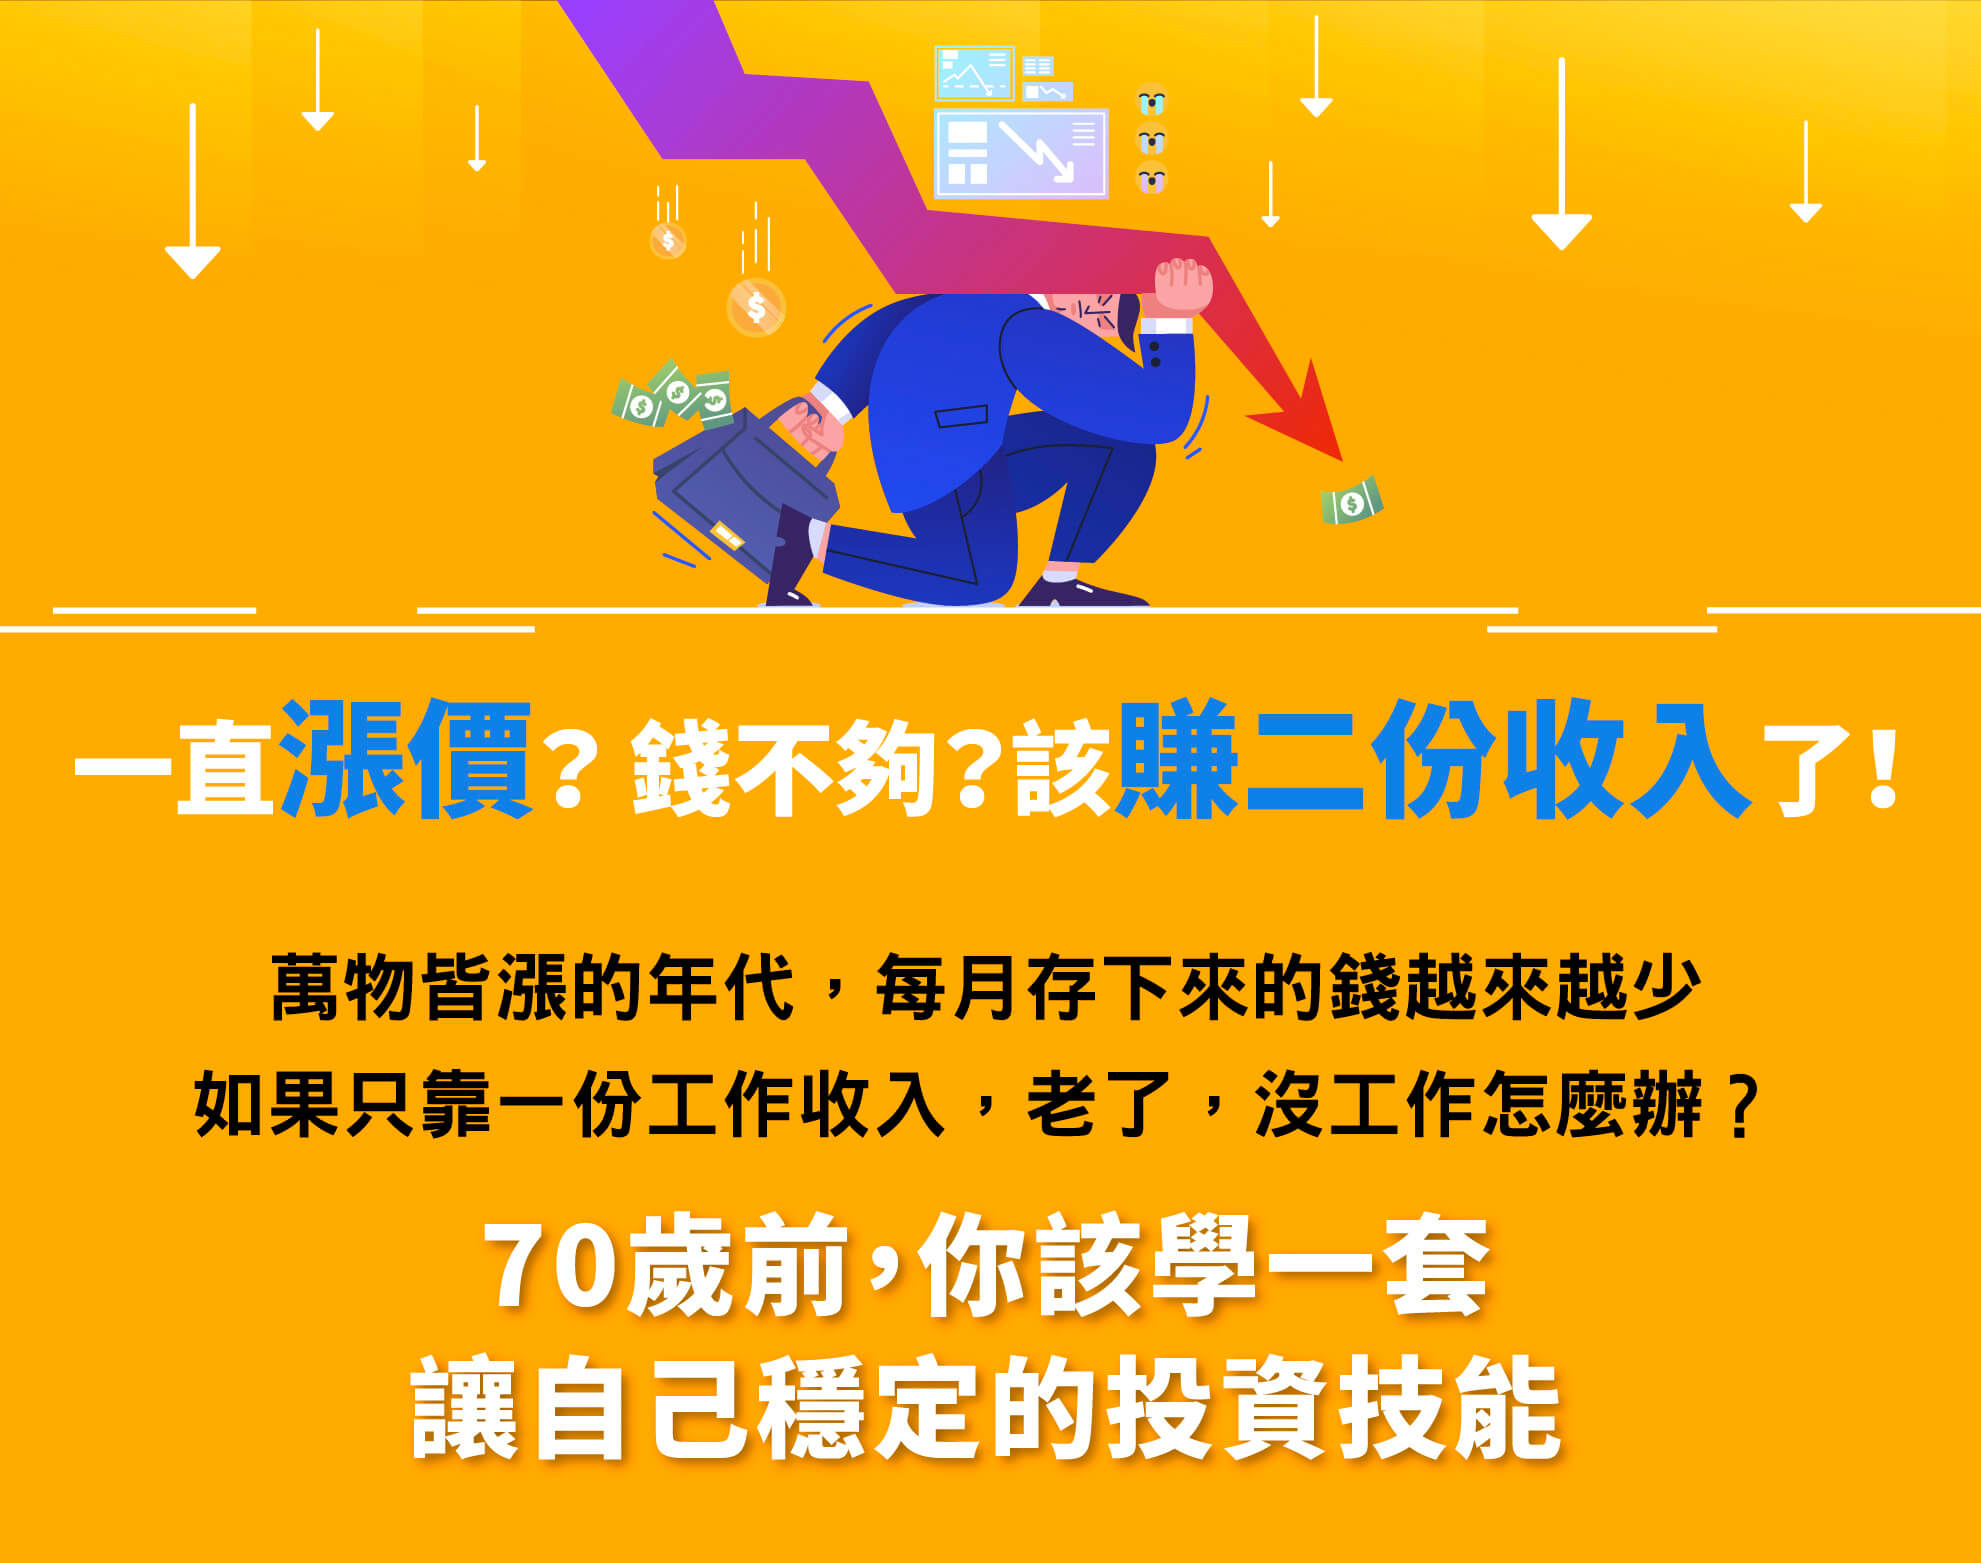 一直漲價？錢不夠？該賺二份收入了！
萬物皆漲的年代，每月存下來的錢越來越少
如果只靠一份工作收入，老了，沒工作怎麼辦？
70歲前，你該學一套
讓自己穩定的投資技能